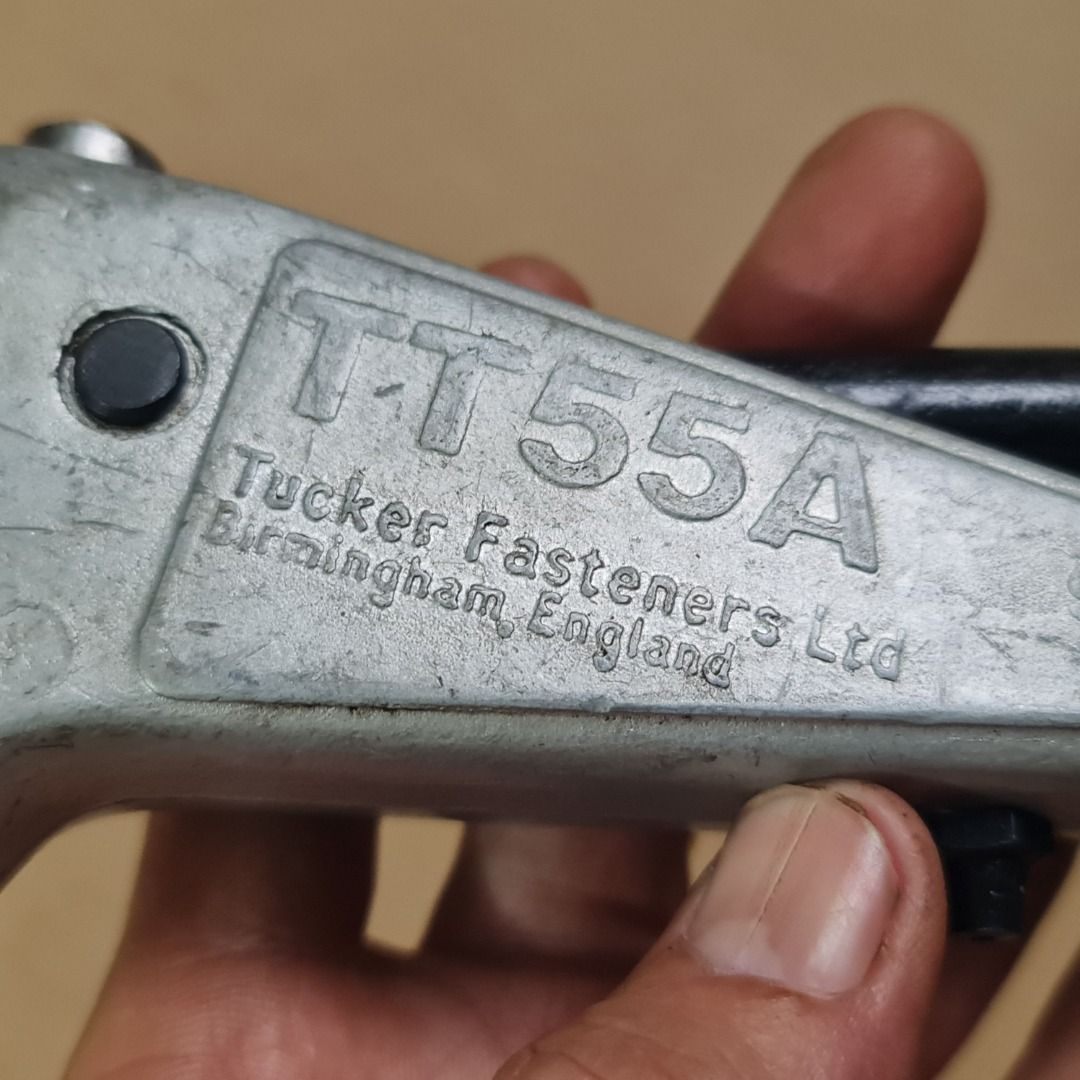 TT55A
Tucker Fasteners Ltd
Birmingham, England